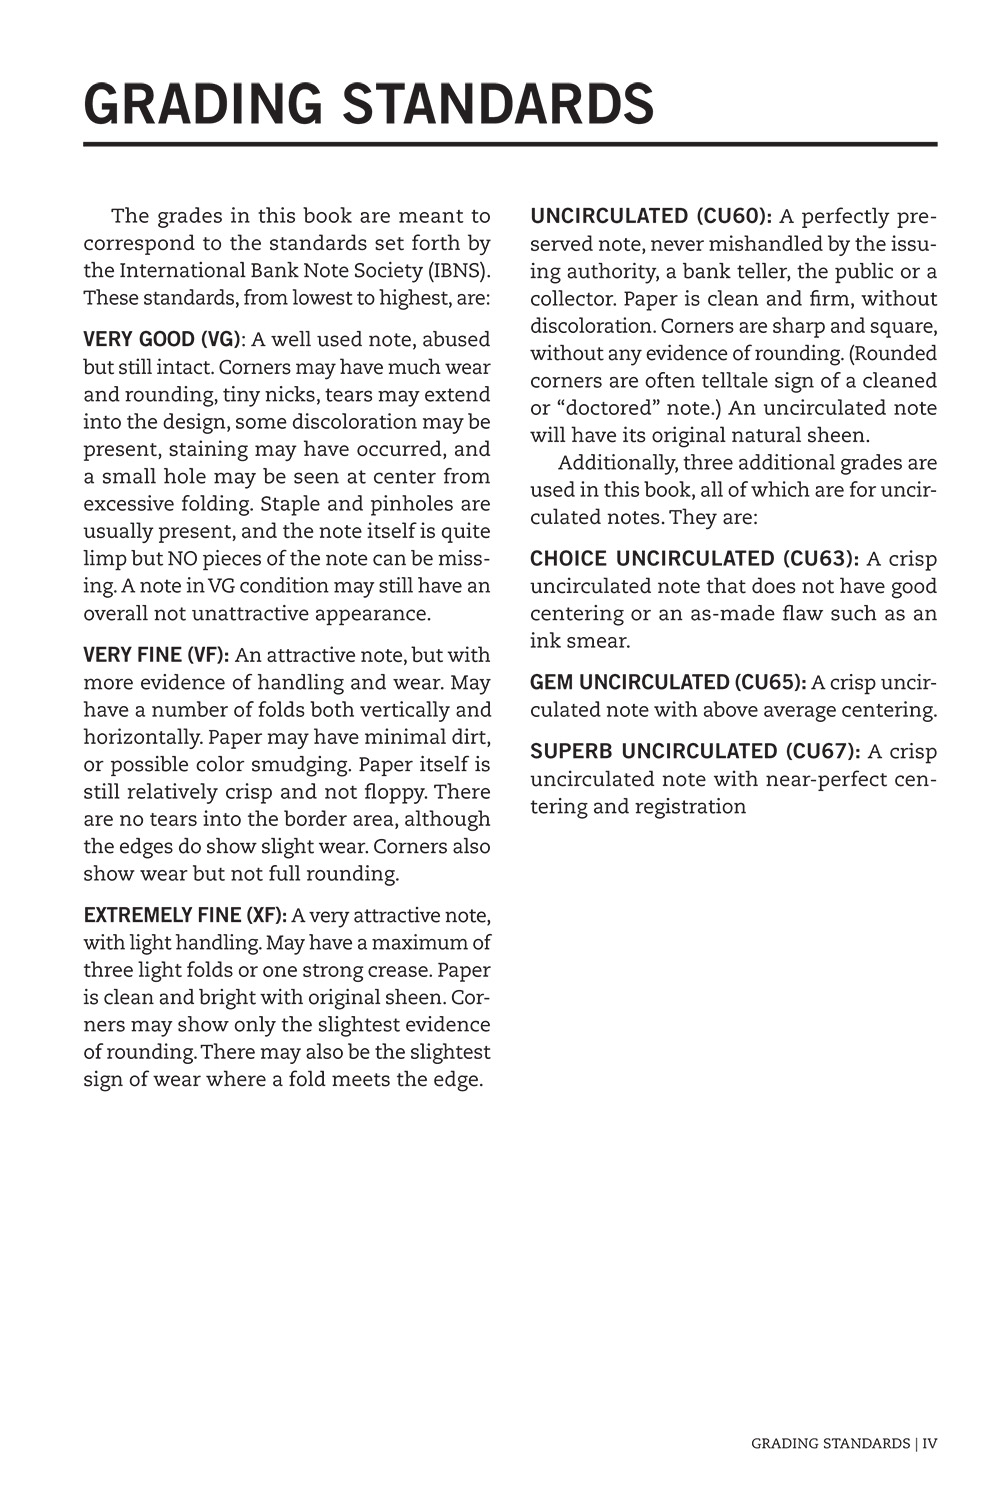 GRADING STANDARDS
The grades in this book are meant to
correspond to the standards set forth by
the International Bank Note Society (IBNS).
These standards, from lowest to highest, are:
VERY GOOD (VG): A well used note, abused
but still intact. Corners may have much wear
and rounding, tiny nicks, tears may extend
into the design, some discoloration may be
present, staining may have occurred, and
a small hole may be seen at center from
excessive folding. Staple and pinholes are
usually present, and the note itself is quite
limp but NO pieces of the note can be miss-
ing. A note in VG condition may still have an
overall not unattractive appearance.
VERY FINE (VF): An attractive note, but with
more evidence of handling and wear. May
have a number of folds both vertically and
horizontally. Paper may have minimal dirt,
or possible color smudging. Paper itself is
still relatively crisp and not floppy. There
are no tears into the border area, although
the edges do show slight wear. Corners also
show wear but not full rounding.
EXTREMELY FINE (XF): A very attractive note,
with light handling. May have a maximum of
three light folds or one strong crease. Paper
is clean and bright with original sheen. Cor-
ners may show only the slightest evidence
of rounding. There may also be the slightest
sign of wear where a fold meets the edge.
UNCIRCULATED (CU60): A perfectly pre-
served note, never mishandled by the issu-
ing authority, a bank teller, the public or a
collector. Paper is clean and firm, without
discoloration. Corners are sharp and square,
without any evidence of rounding. (Rounded
corners are often telltale sign of a cleaned
or “doctored” note.) An uncirculated note
will have its original natural sheen.
Additionally, three additional grades are
used in this book, all of which are for uncir-
culated notes. They are:
CHOICE UNCIRCULATED (CU63): A crisp
uncirculated note that does not have good
centering or an as-made flaw such as an
ink smear.
GEM UNCIRCULATED (CU65): A crisp uncir-
culated note with above average centering.
SUPERB UNCIRCULATED (CU67): A crisp
uncirculated note with near-perfect cen-
tering and registration
GRADING STANDARDS | IV